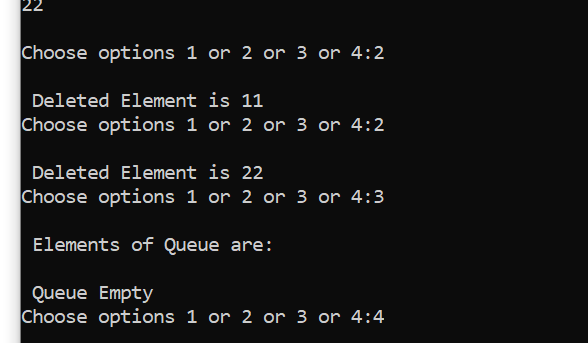 22
Choose options 1 or 2 or 3 or 4:2
Deleted Element is 11
Choose options 1 or 2 or 3 or 4:2
Deleted Element is 22
Choose options 1 or 2 or 3 or 4:3
Elements of Queue are:
Queue Empty
Choose options 1 or 2 or 3 or 4:4